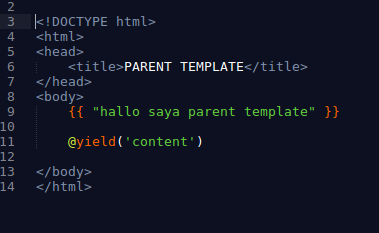 2
3 <!DOCTYPE html>
4 <html>
5 <head>
6     <title>PARENT TEMPLATE</title>
7 </head>
8 <body>
9     {{ "hallo saya parent template" }}
10
11     @yield('content')
12
13 </body>
14 </html>